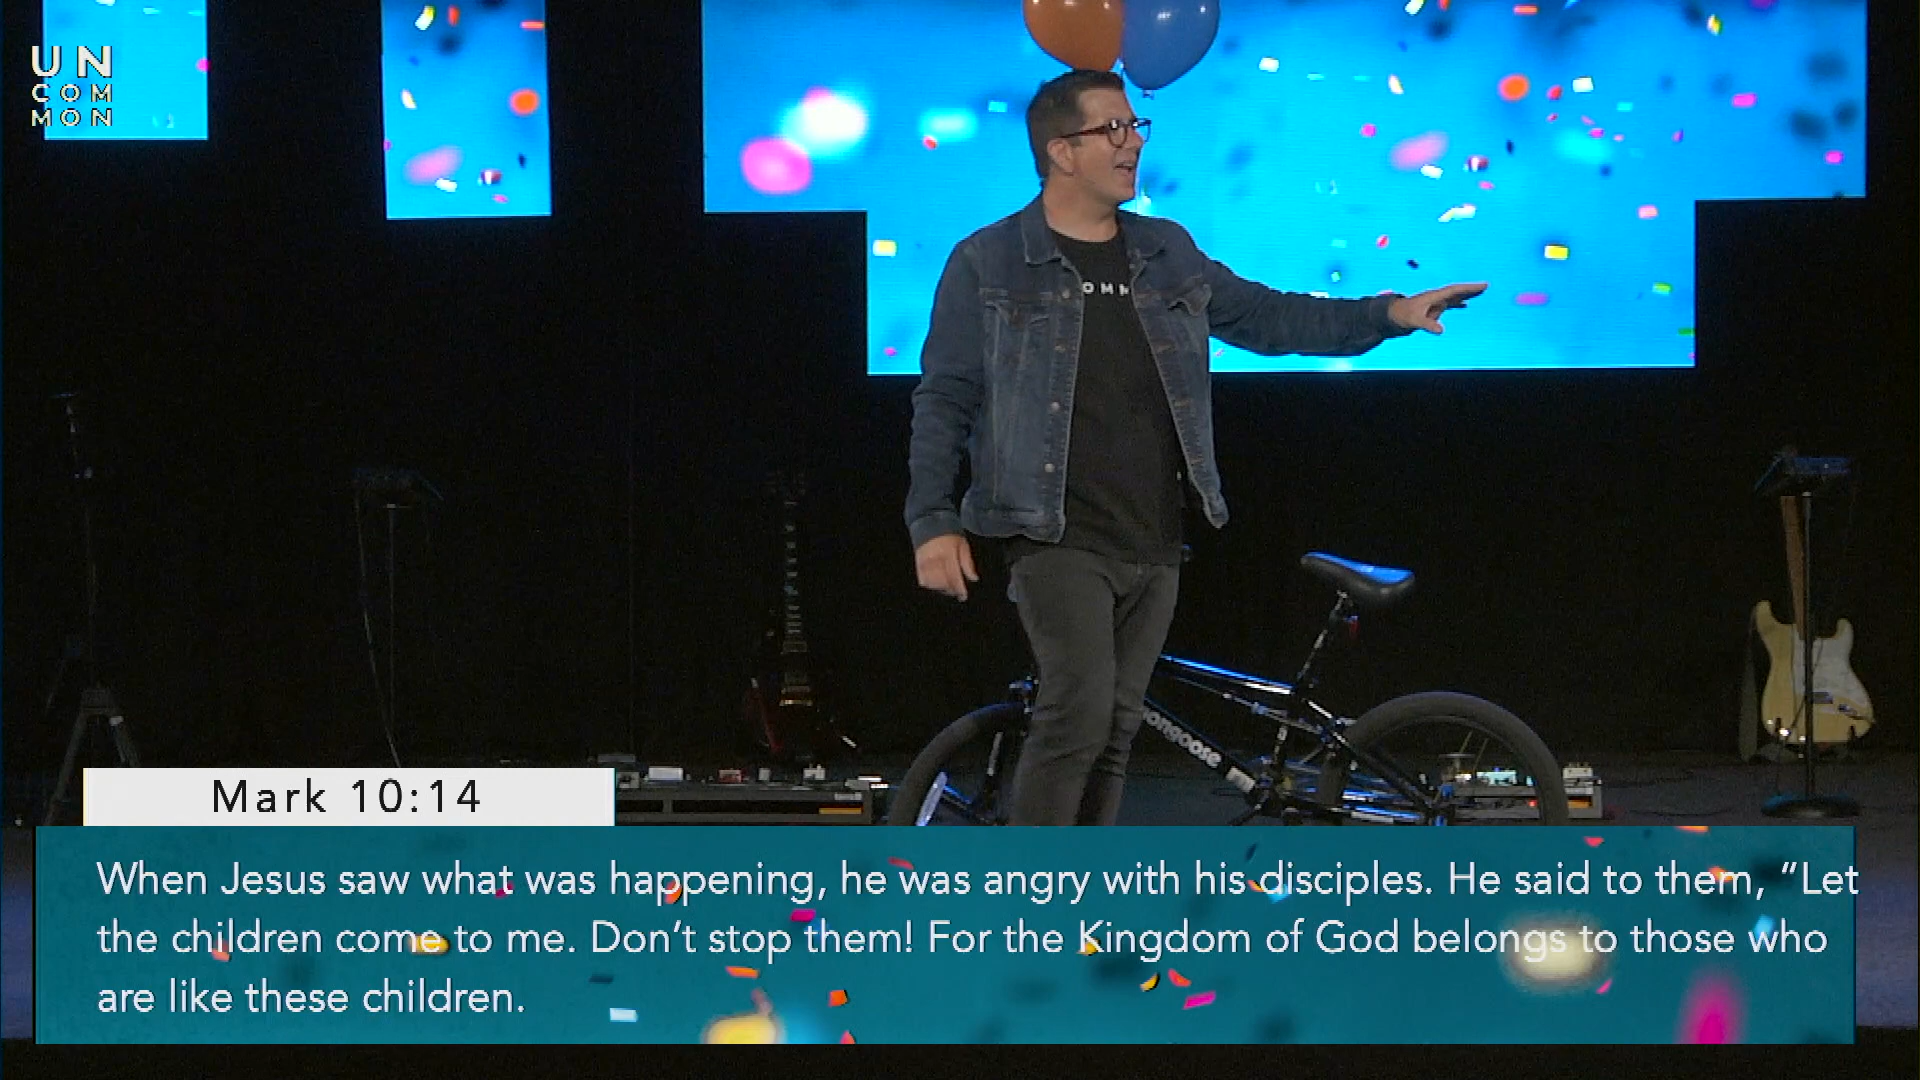 UN
COM
MON
OMM
mongoose
Mark 10:14
When Jesus saw what was happening, he was angry with his disciples. He said to them, “Let
the children come to me. Don’t stop them! For the Kingdom of God belongs to those who
are like these children.